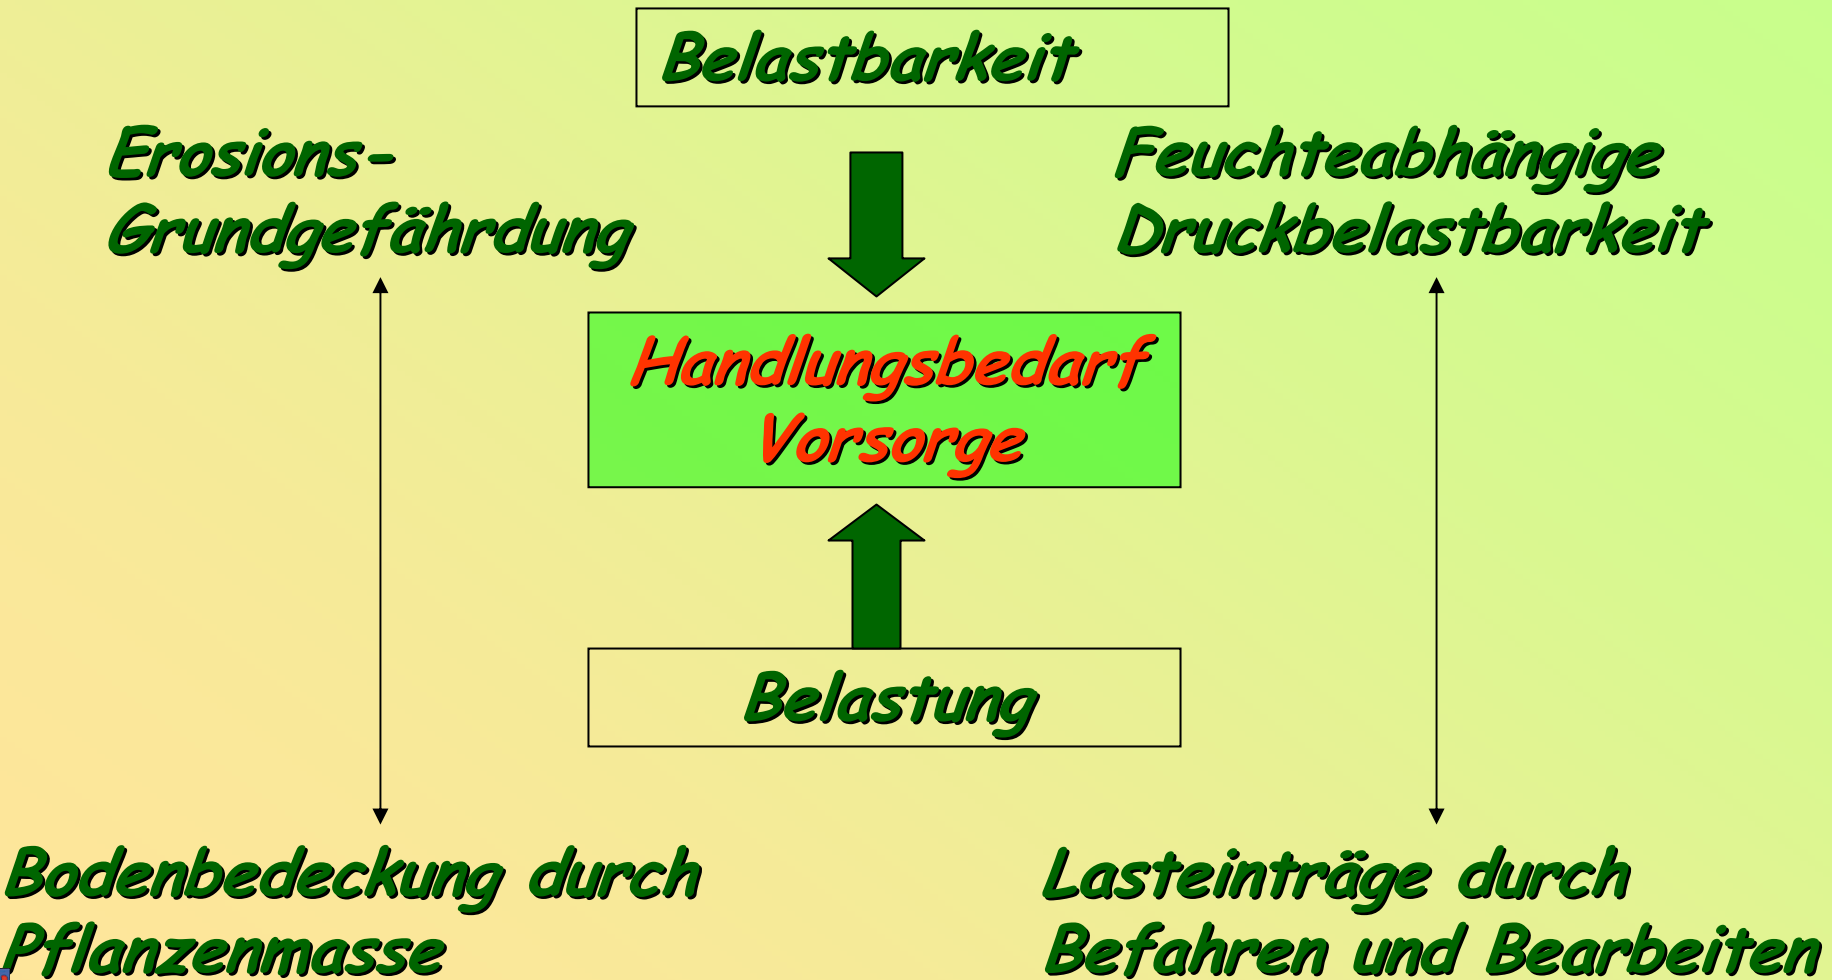 Belastbarkeit
Erosions-
Grundgefährdung
Feuchteabhängige
Druckbelastbarkeit
Handlungsbedarf
Vorsorge
Belastung
Bodenbedeckung durch
Pflanzenmasse
Lasteinträge durch
Befahren und Bearbeiten